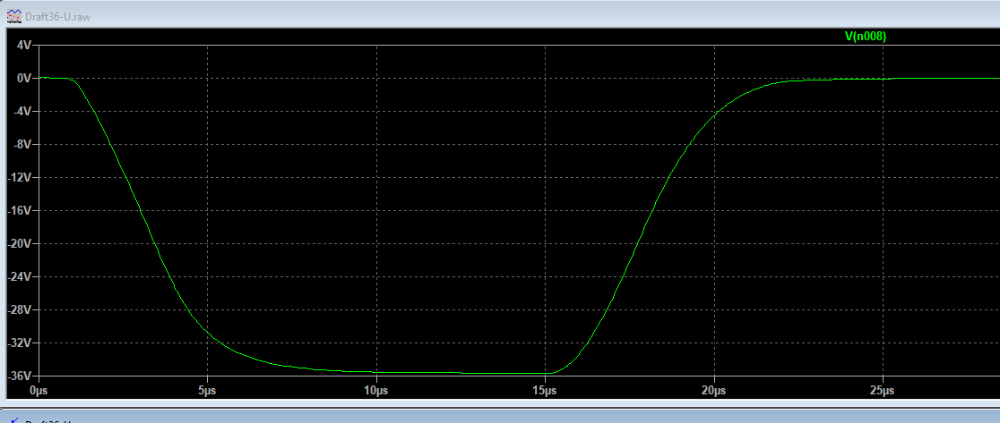 Draft36-U.raw
V(n008)
4V
0V
-4V
-8V
-12V
-16V
-20V
-24V
-28V
-32V
-36V
0µs 5µs 10µs 15µs 20µs 25µs